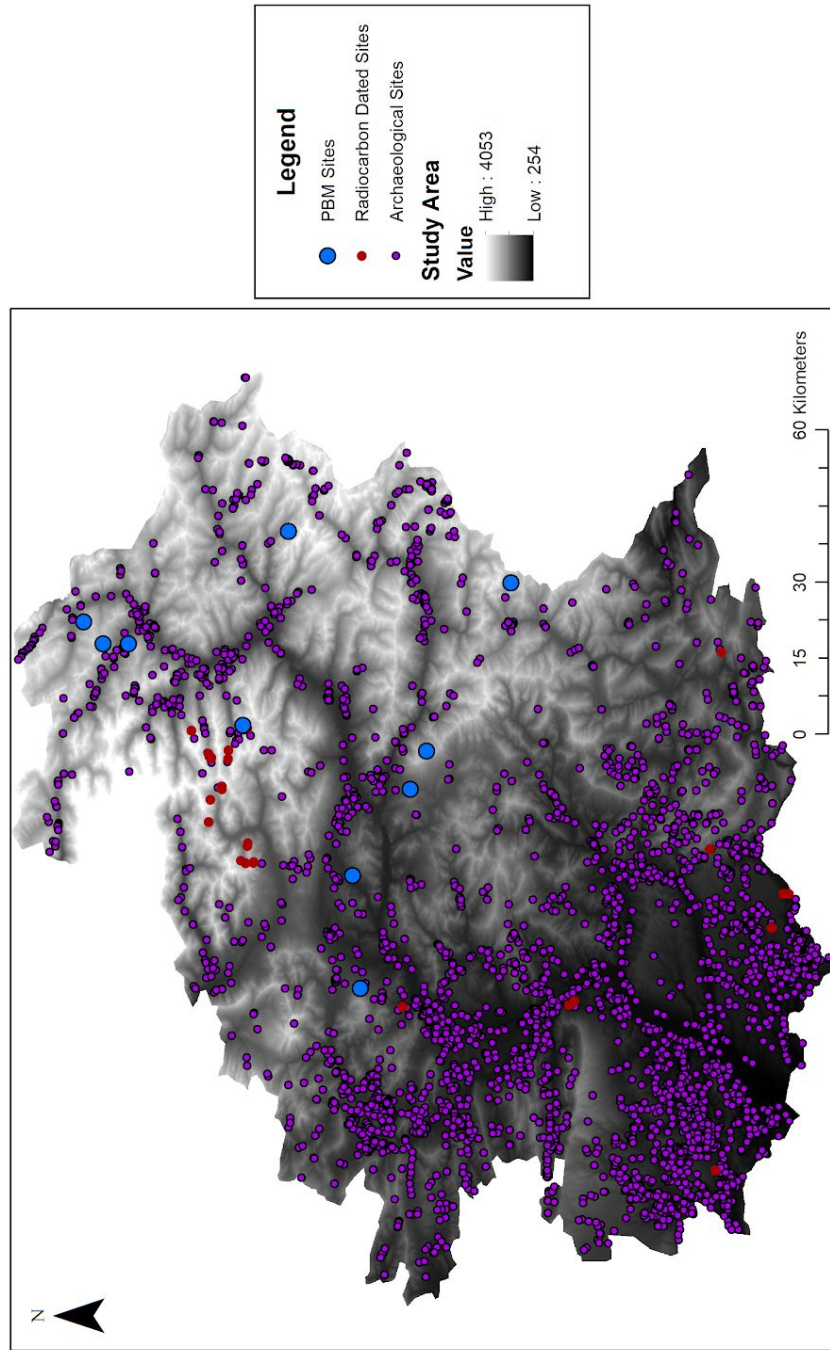 N
0
15
30
60 Kilometers
Legend
PBM Sites
Radiocarbon Dated Sites
Archaeological Sites
Study Area
Value
High : 4053
Low : 254